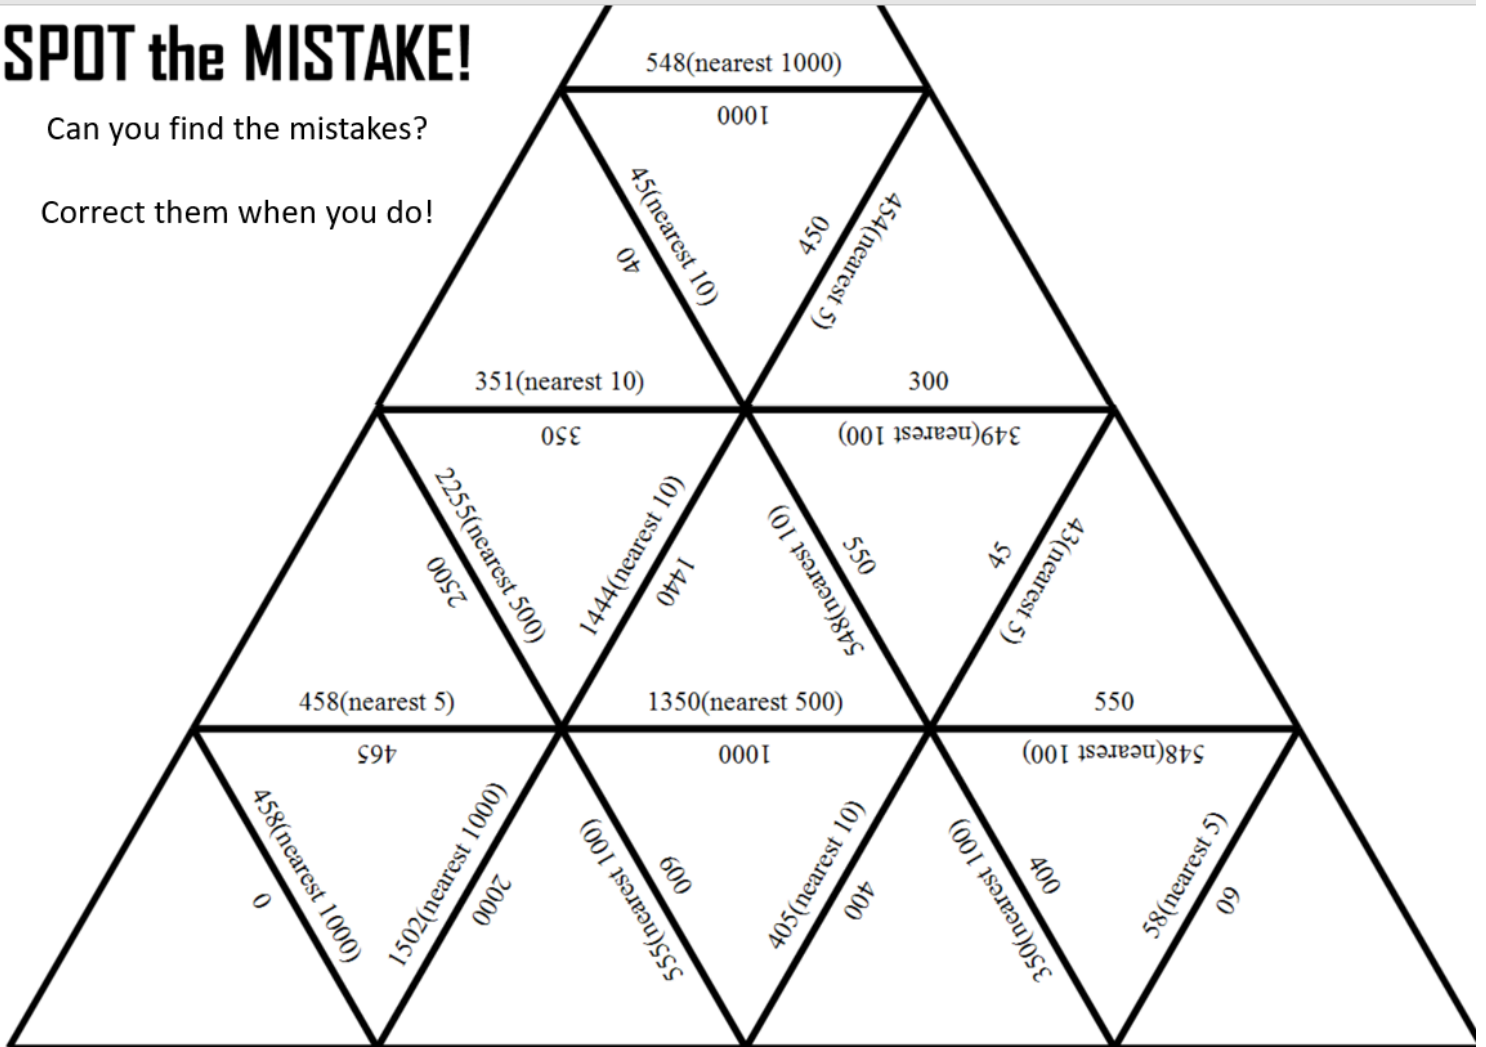 SPOT the MISTAKE!
Can you find the mistakes?
Correct them when you do!
548(nearest 1000)
1000
45(nearest 10)
40
450
454(nearest 5)
351(nearest 10)
350
300
349(nearest 100)
2255(nearest 500)
2500
1444(nearest 10)
1440
550
548(nearest 10)
45
43(nearest 5)
458(nearest 5)
465
1350(nearest 500)
1000
550
548(nearest 100)
458(nearest 1000)
0
1502(nearest 1000)
2000
600
555(nearest 100)
405(nearest 10)
400
400
350(nearest 100)
58(nearest 5)
60